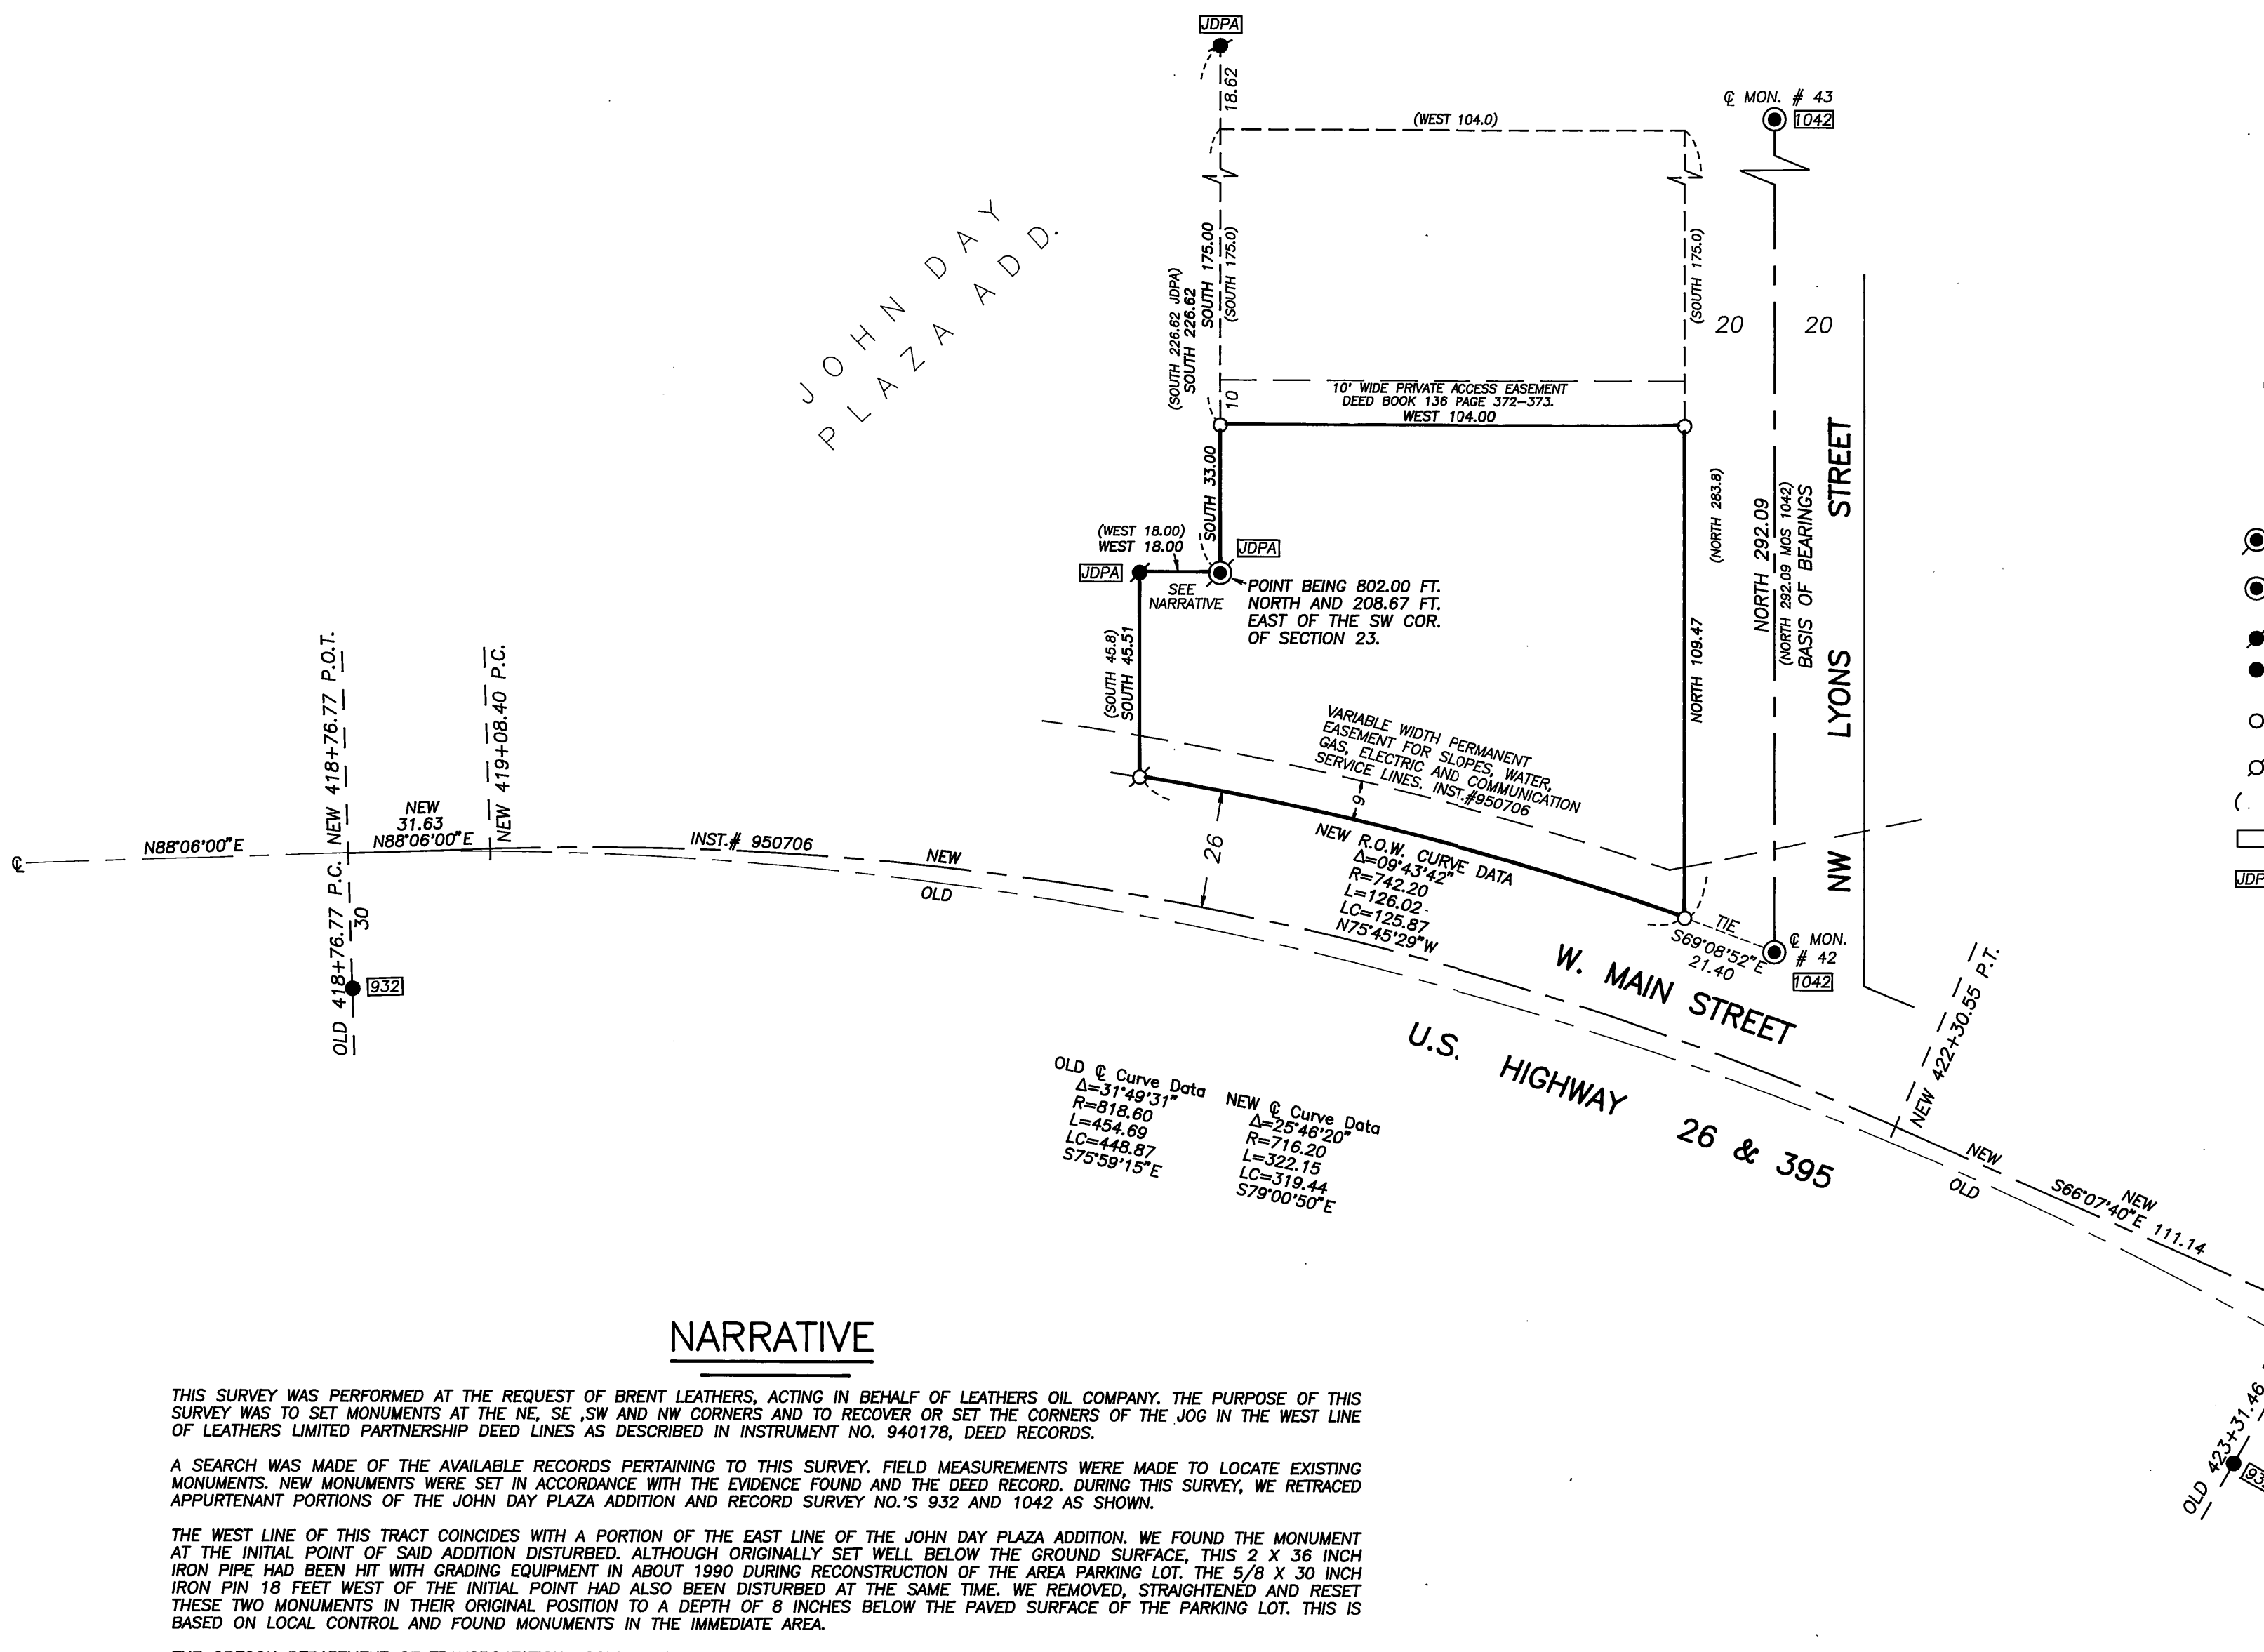 JDPA
18.62
(WEST 104.0)
℄ MON. # 43
1042
JOHN DAY
PLAZA ADD.
(SOUTH 226.62 JDPA)
SOUTH 226.62
SOUTH 175.00
(SOUTH 175.0)
(SOUTH 175.0)
20
20
10
10' WIDE PRIVATE ACCESS EASEMENT
DEED BOOK 136 PAGE 372-373.
WEST 104.00
SOUTH 33.00
(WEST 18.00)
WEST 18.00
JDPA
JDPA
SEE
NARRATIVE
POINT BEING 802.00 FT.
NORTH AND 208.67 FT.
EAST OF THE SW COR.
OF SECTION 23.
(NORTH 283.8)
NORTH 109.47
NORTH 292.09
(NORTH 292.09 MOS 1042)
BASIS OF BEARINGS
NW LYONS STREET
(SOUTH 45.8)
SOUTH 45.51
VARIABLE WIDTH PERMANENT
EASEMENT FOR SLOPES, WATER,
GAS, ELECTRIC AND COMMUNICATION
SERVICE LINES. INST.#950706
9
26
NEW R.O.W. CURVE DATA
Δ=09°43'42"
R=742.20
L=126.02
LC=125.87
N75°45'29"W
TIE
S69°08'52"E
21.40
℄ MON.
# 42
1042
℄
N88°06'00"E
NEW 418+76.77 P.O.T.
OLD 418+76.77 P.C.
30
932
NEW
31.63
N88°06'00"E
NEW 419+08.40 P.C.
INST.# 950706
NEW
OLD
W. MAIN STREET
U.S. HIGHWAY 26 & 395
OLD ℄ Curve Data
Δ=31°49'31"
R=818.60
L=454.69
LC=448.87
S75°59'15"E
NEW ℄ Curve Data
Δ=25°46'20"
R=716.20
L=322.15
LC=319.44
S79°00'50"E
NEW 422+30.55 P.T.
NEW
OLD
NEW
S66°07'40"E 111.14
OLD 423+31.46
JDP
NARRATIVE
THIS SURVEY WAS PERFORMED AT THE REQUEST OF BRENT LEATHERS, ACTING IN BEHALF OF LEATHERS OIL COMPANY. THE PURPOSE OF THIS
SURVEY WAS TO SET MONUMENTS AT THE NE, SE ,SW AND NW CORNERS AND TO RECOVER OR SET THE CORNERS OF THE JOG IN THE WEST LINE
OF LEATHERS LIMITED PARTNERSHIP DEED LINES AS DESCRIBED IN INSTRUMENT NO. 940178, DEED RECORDS.
A SEARCH WAS MADE OF THE AVAILABLE RECORDS PERTAINING TO THIS SURVEY. FIELD MEASUREMENTS WERE MADE TO LOCATE EXISTING
MONUMENTS. NEW MONUMENTS WERE SET IN ACCORDANCE WITH THE EVIDENCE FOUND AND THE DEED RECORD. DURING THIS SURVEY, WE RETRACED
APPURTENANT PORTIONS OF THE JOHN DAY PLAZA ADDITION AND RECORD SURVEY NO.'S 932 AND 1042 AS SHOWN.
THE WEST LINE OF THIS TRACT COINCIDES WITH A PORTION OF THE EAST LINE OF THE JOHN DAY PLAZA ADDITION. WE FOUND THE MONUMENT
AT THE INITIAL POINT OF SAID ADDITION DISTURBED. ALTHOUGH ORIGINALLY SET WELL BELOW THE GROUND SURFACE, THIS 2 X 36 INCH
IRON PIPE HAD BEEN HIT WITH GRADING EQUIPMENT IN ABOUT 1990 DURING RECONSTRUCTION OF THE AREA PARKING LOT. THE 5/8 X 30 INCH
IRON PIN 18 FEET WEST OF THE INITIAL POINT HAD ALSO BEEN DISTURBED AT THE SAME TIME. WE REMOVED, STRAIGHTENED AND RESET
THESE TWO MONUMENTS IN THEIR ORIGINAL POSITION TO A DEPTH OF 8 INCHES BELOW THE PAVED SURFACE OF THE PARKING LOT. THIS IS
BASED ON LOCAL CONTROL AND FOUND MONUMENTS IN THE IMMEDIATE AREA.